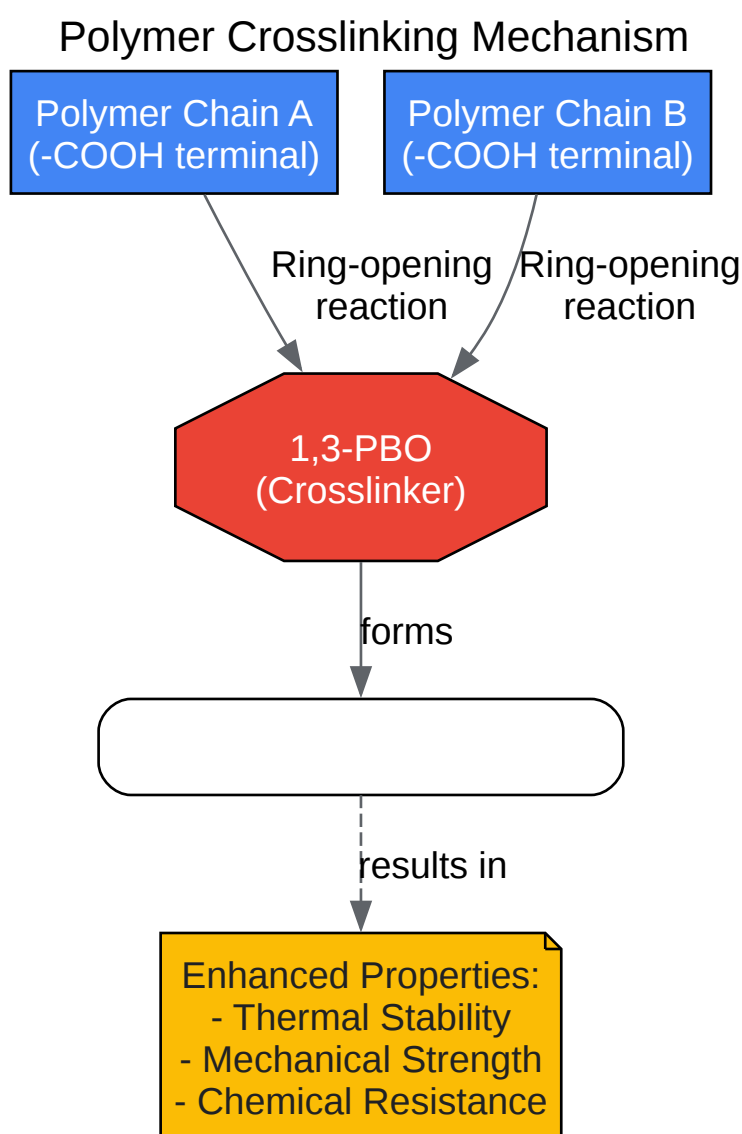 Polymer Crosslinking Mechanism
Polymer Chain A
(-COOH terminal)
Polymer Chain B
(-COOH terminal)
Ring-opening
reaction
Ring-opening
reaction
1,3-PBO
(Crosslinker)
forms
results in
Enhanced Properties:
- Thermal Stability
- Mechanical Strength
- Chemical Resistance